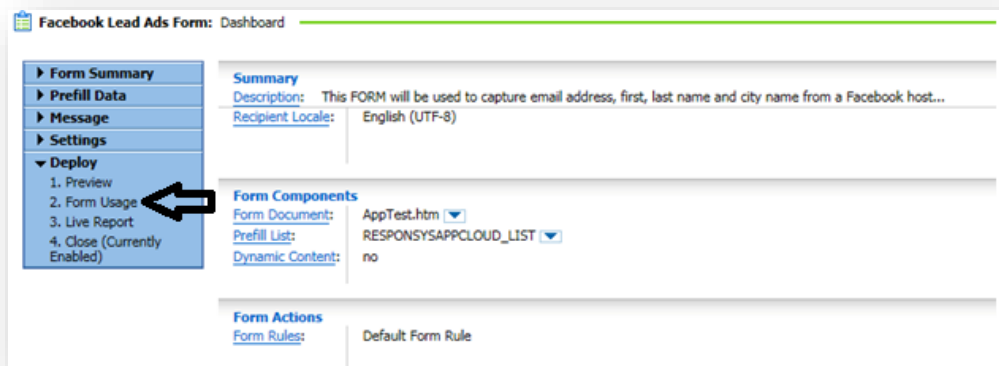 Facebook Lead Ads Form: Dashboard
Form Summary
Prefill Data
Message
Settings
Deploy
1. Preview
2. Form Usage
3. Live Report
4. Close (Currently
Enabled)
Summary
Description: This FORM will be used to capture email address, first, last name and city name from a Facebook host...
Recipient Locale: English (UTF-8)
Form Components
Form Document: AppTest.htm
Prefill List: RESPONSYSAPPCLOUD_LIST
Dynamic Content: no
Form Actions
Form Rules: Default Form Rule